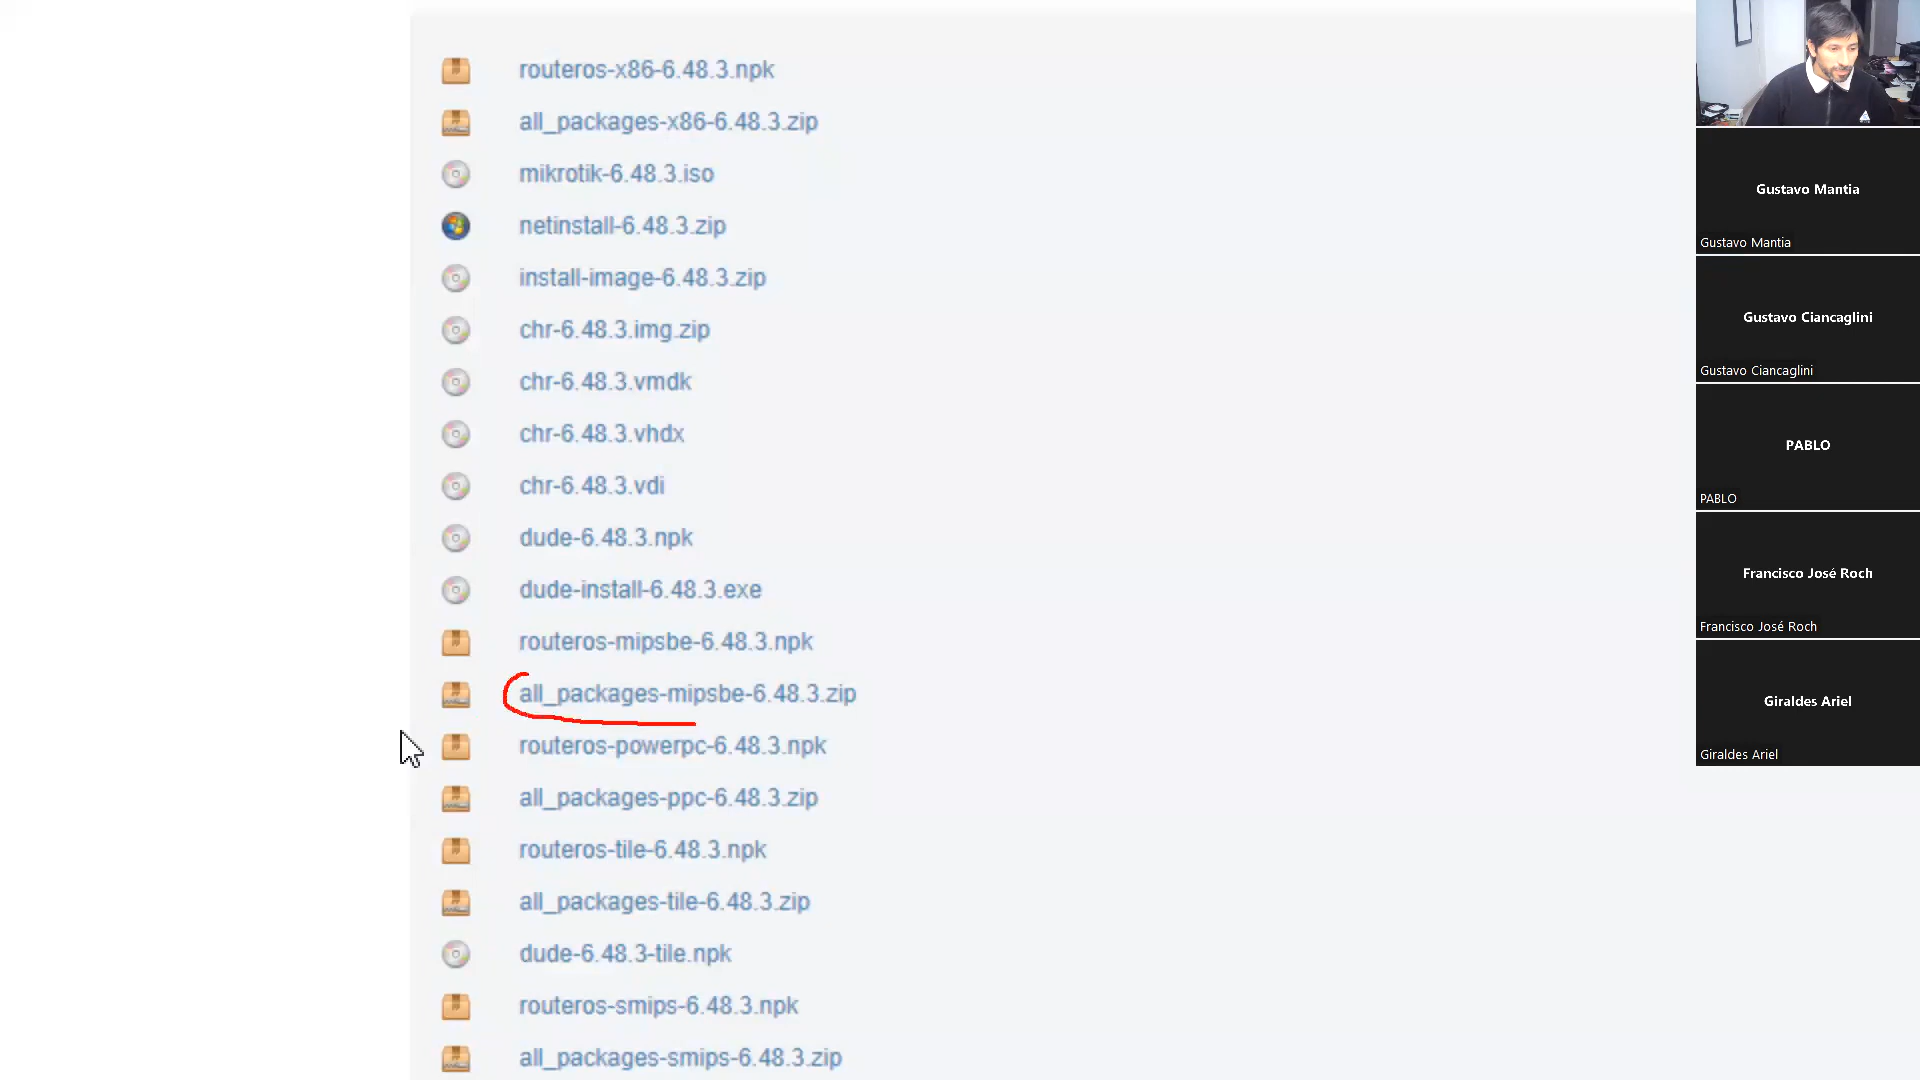 routeros-x86-6.48.3.npk
all_packages-x86-6.48.3.zip
mikrotik-6.48.3.iso
netinstall-6.48.3.zip
install-image-6.48.3.zip
chr-6.48.3.img.zip
chr-6.48.3.vmdk
chr-6.48.3.vhdx
chr-6.48.3.vdi
dude-6.48.3.npk
dude-install-6.48.3.exe
routeros-mipsbe-6.48.3.npk
all_packages-mipsbe-6.48.3.zip
routeros-powerpc-6.48.3.npk
all_packages-ppc-6.48.3.zip
routeros-tile-6.48.3.npk
all_packages-tile-6.48.3.zip
dude-6.48.3-tile.npk
routeros-smips-6.48.3.npk
all_packages-smips-6.48.3.zip
Gustavo Mantia
Gustavo Mantia
Gustavo Ciancaglini
Gustavo Ciancaglini
PABLO
PABLO
Francisco José Roch
Francisco José Roch
Giraldes Ariel
Giraldes Ariel